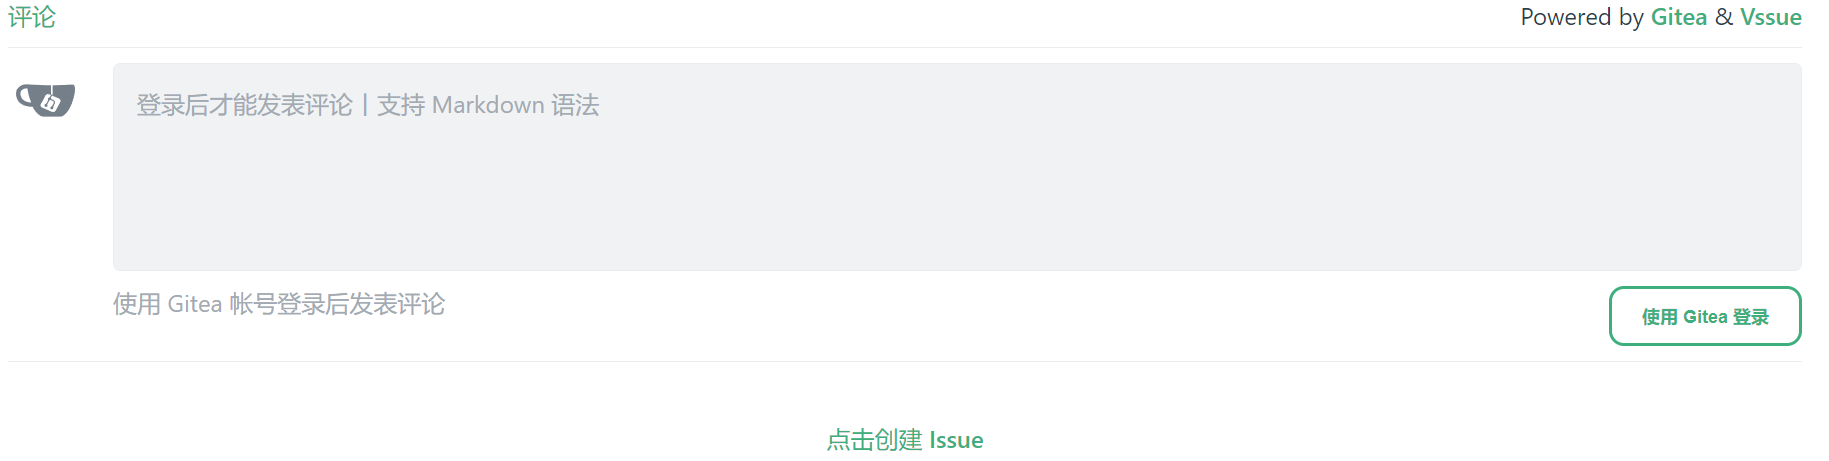 评论
Powered by Gitea & Vssue
登录后才能发表评论 | 支持 Markdown 语法
使用 Gitea 帐号登录后发表评论
使用 Gitea 登录
点击创建 Issue